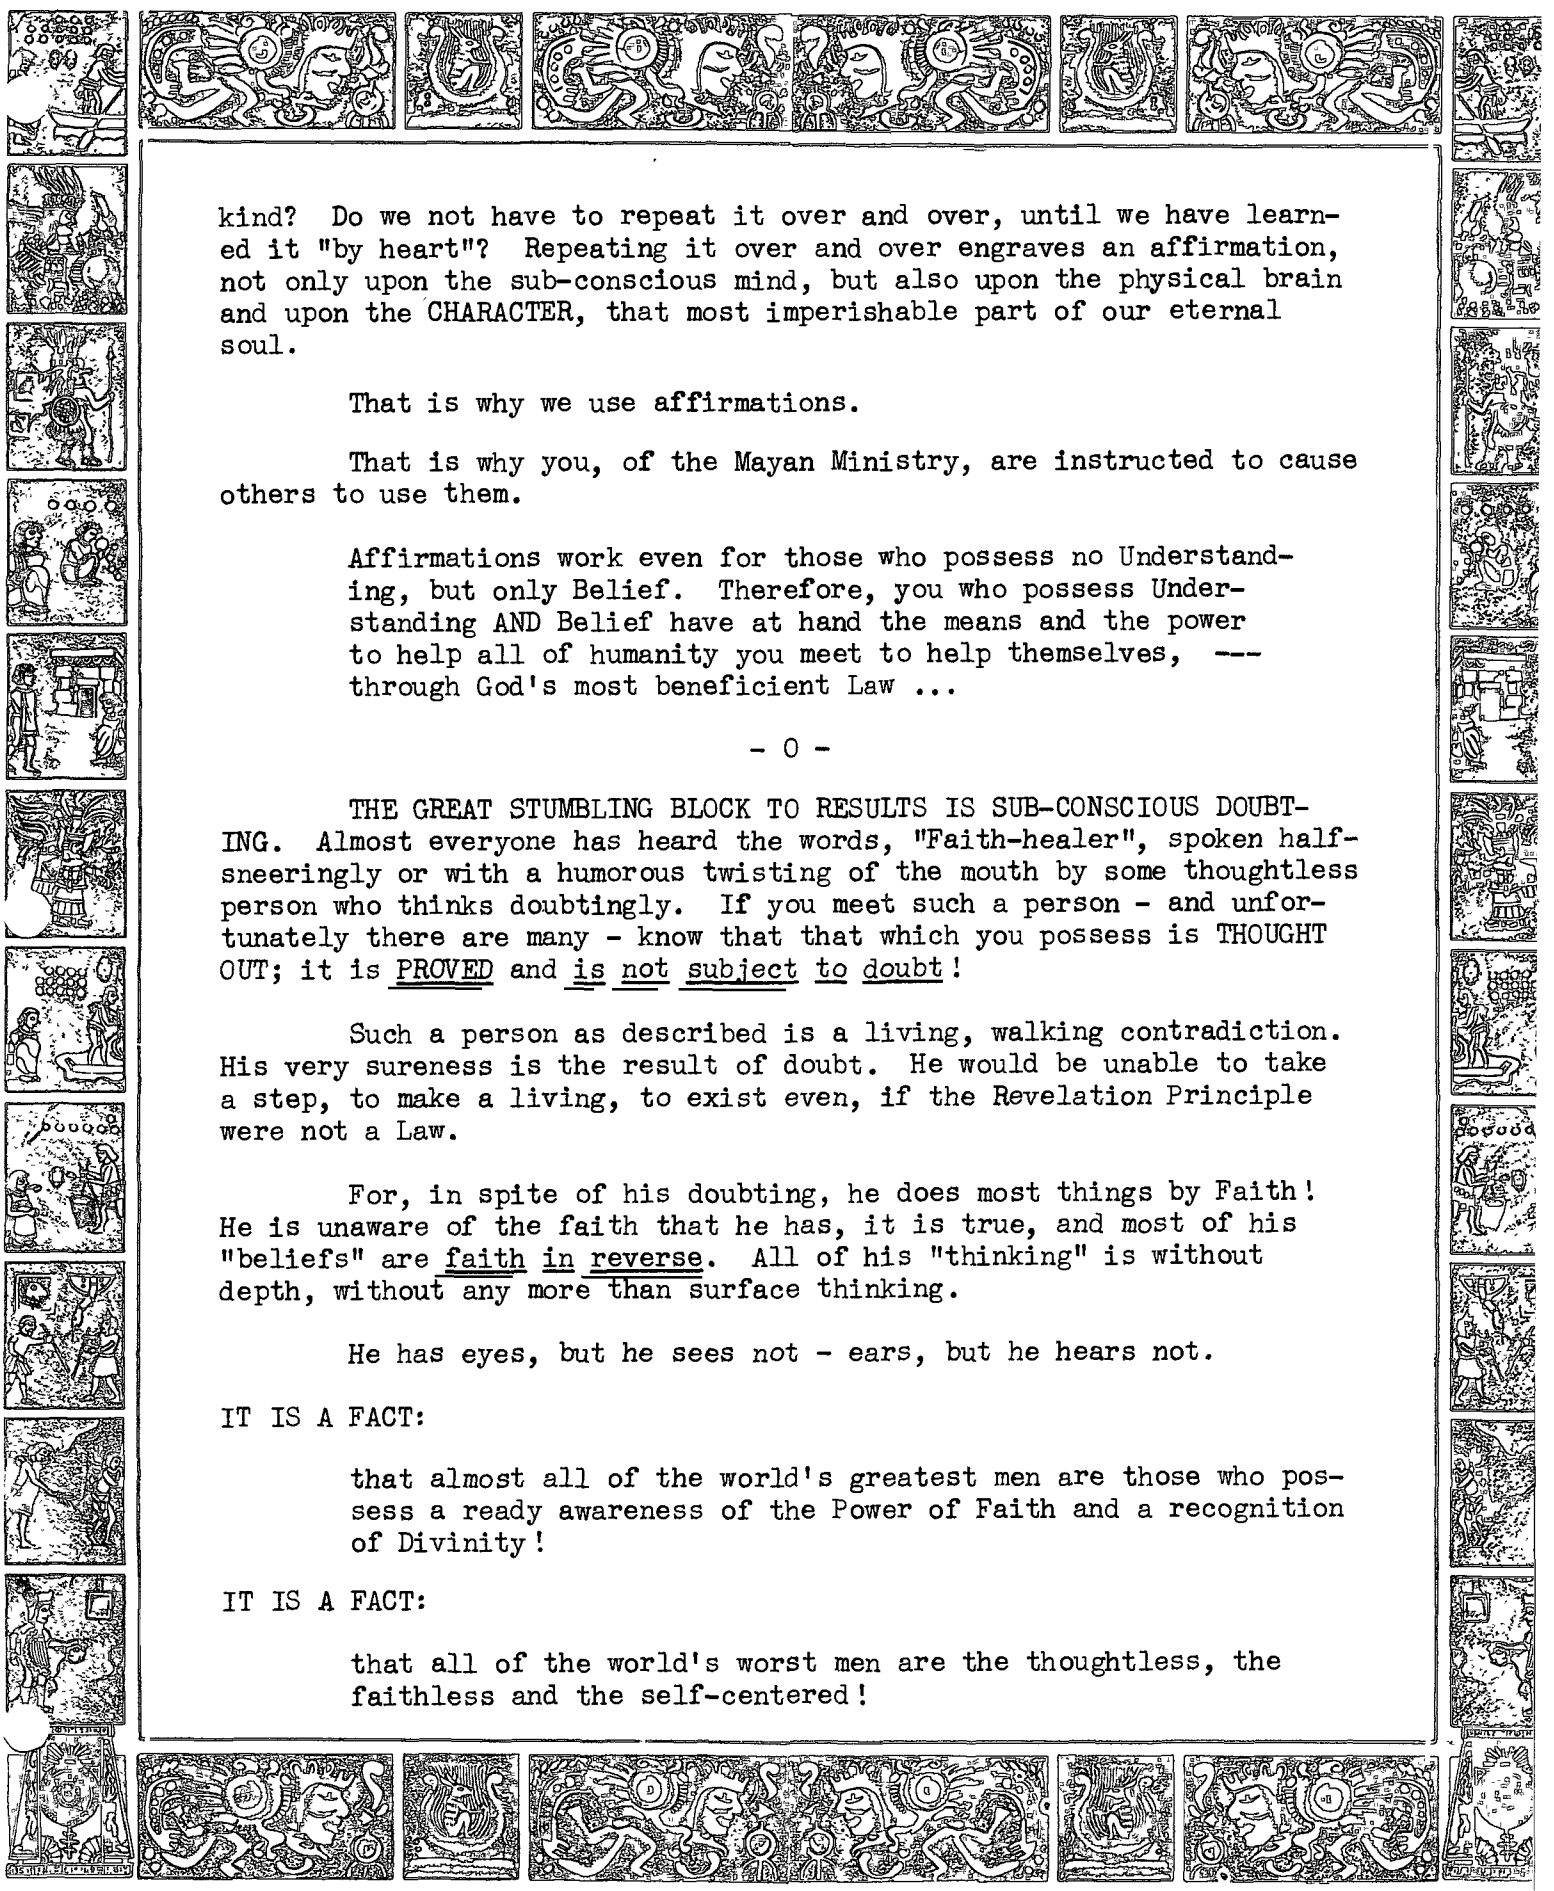 kind?  Do we not have to repeat it over and over, until we have learn-
ed it "by heart"?  Repeating it over and over engraves an affirmation,
not only upon the sub-conscious mind, but also upon the physical brain
and upon the CHARACTER, that most imperishable part of our eternal
soul.
That is why we use affirmations.
That is why you, of the Mayan Ministry, are instructed to cause
others to use them.
Affirmations work even for those who possess no Understand-
ing, but only Belief.  Therefore, you who possess Under-
standing AND Belief have at hand the means and the power
to help all of humanity you meet to help themselves, ---
through God's most beneficient Law ...
- 0 -
THE GREAT STUMBLING BLOCK TO RESULTS IS SUB-CONSCIOUS DOUBT-
ING.  Almost everyone has heard the words, "Faith-healer", spoken half-
sneeringly or with a humorous twisting of the mouth by some thoughtless
person who thinks doubtingly.  If you meet such a person - and unfor-
tunately there are many - know that that which you possess is THOUGHT
OUT; it is PROVED and is not subject to doubt!
Such a person as described is a living, walking contradiction.
His very sureness is the result of doubt.  He would be unable to take
a step, to make a living, to exist even, if the Revelation Principle
were not a Law.
For, in spite of his doubting, he does most things by Faith!
He is unaware of the faith that he has, it is true, and most of his
"beliefs" are faith in reverse.  All of his "thinking" is without
depth, without any more than surface thinking.
He has eyes, but he sees not - ears, but he hears not.
IT IS A FACT:
that almost all of the world's greatest men are those who pos-
sess a ready awareness of the Power of Faith and a recognition
of Divinity!
IT IS A FACT:
that all of the world's worst men are the thoughtless, the
faithless and the self-centered!